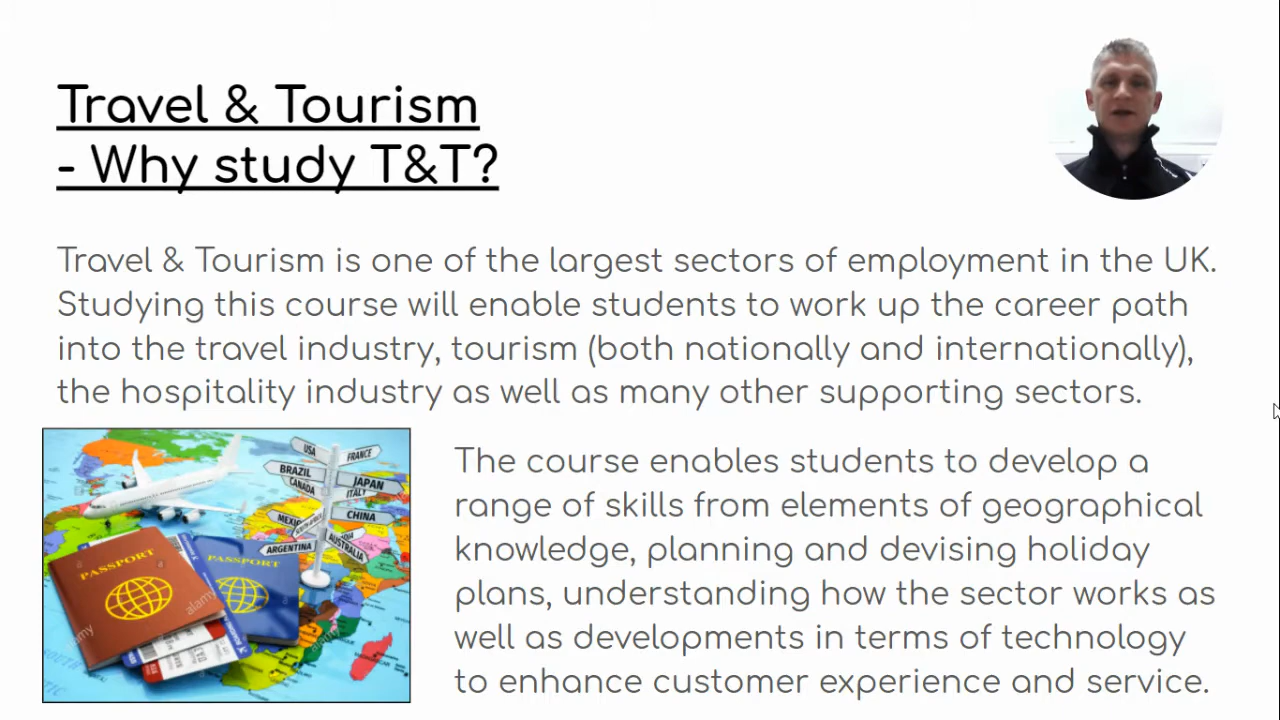 Travel & Tourism
- Why study T&T?
Travel & Tourism is one of the largest sectors of employment in the UK.
Studying this course will enable students to work up the career path
into the travel industry, tourism (both nationally and internationally),
the hospitality industry as well as many other supporting sectors.
The course enables students to develop a
range of skills from elements of geographical
knowledge, planning and devising holiday
plans, understanding how the sector works as
well as developments in terms of technology
to enhance customer experience and service.
USA
FRANCE
BRAZIL
JAPAN
CANADA
ITALY
CHINA
AUSTRALIA
ARGENTINA
PASSPORT
PASSPORT
alamy